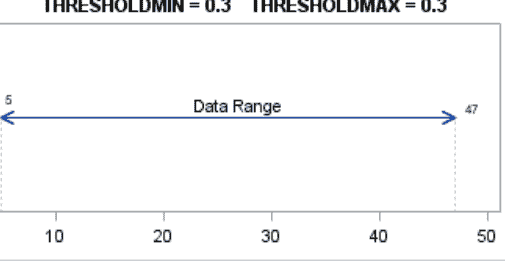 THRESHOLDMIN = 0.3 THRESHOLDMAX = 0.3
5
Data Range
47
10 20 30 40 50